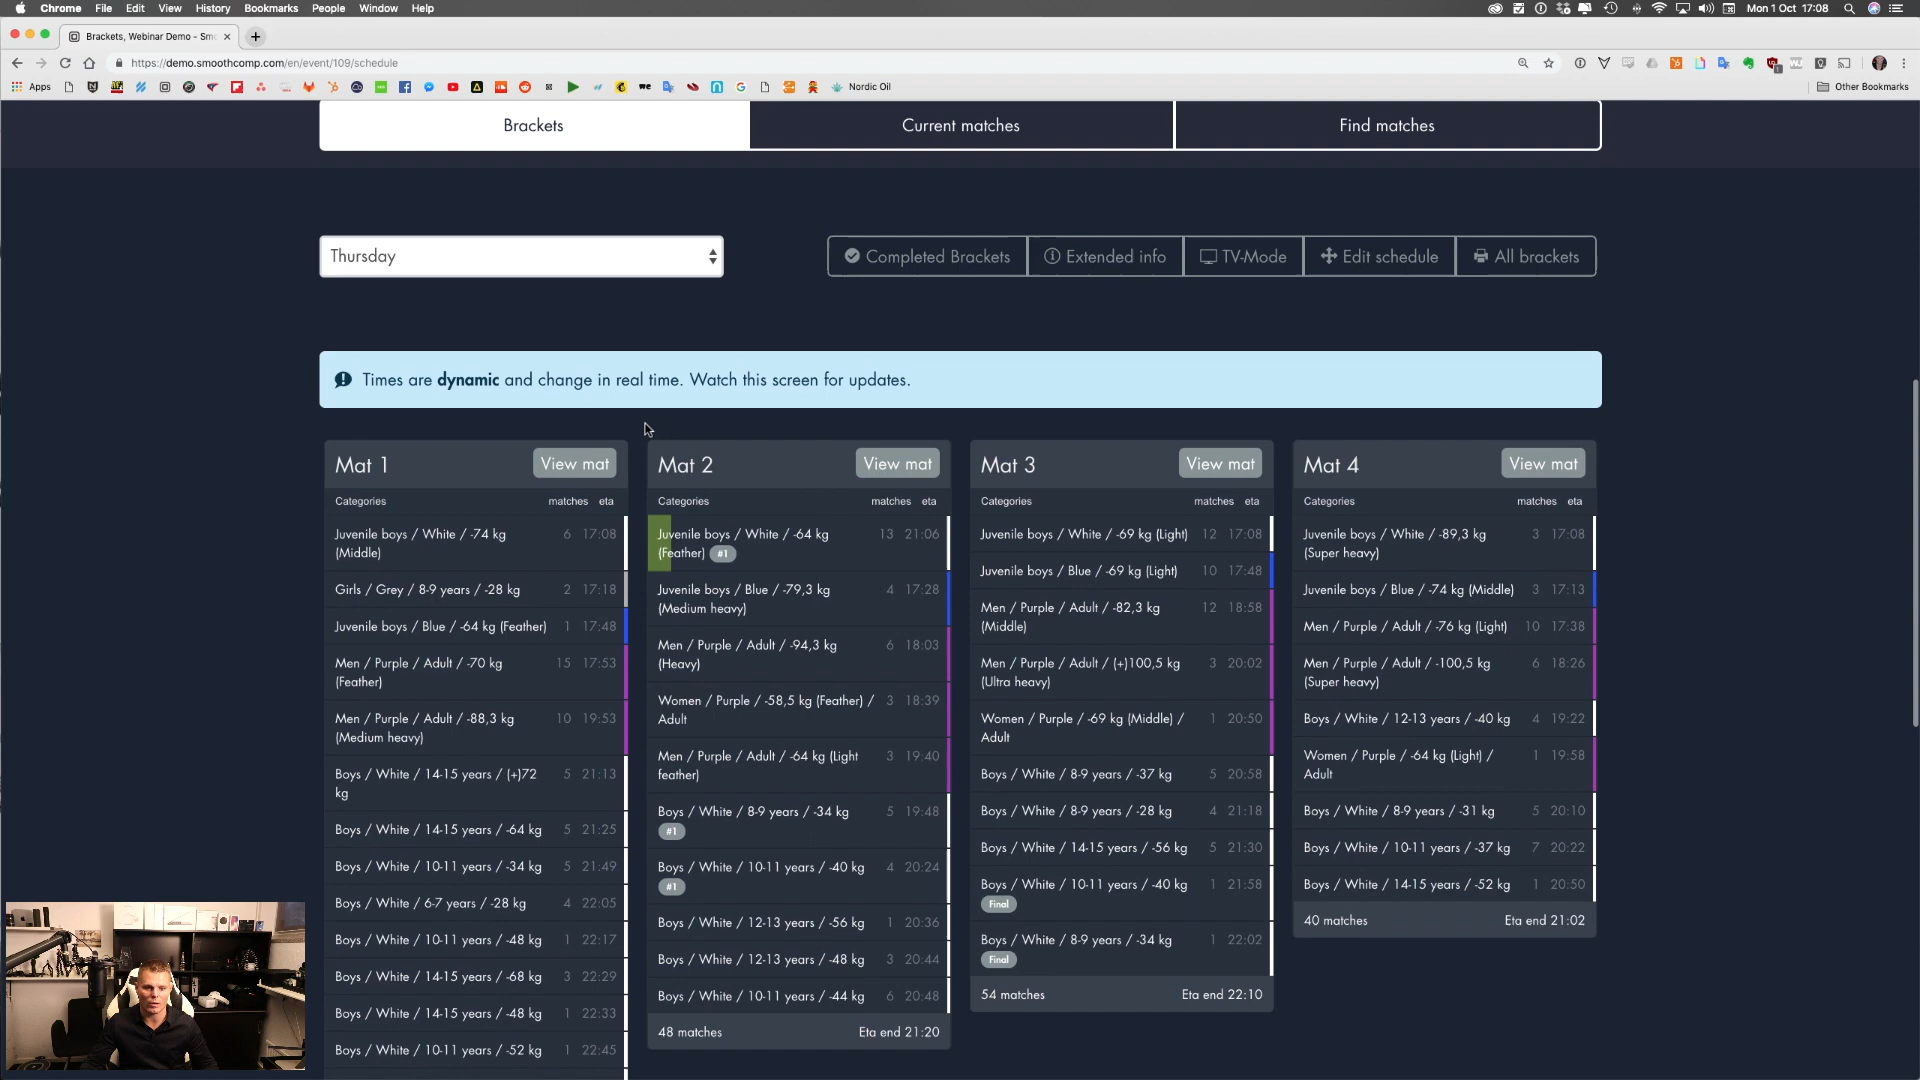 Chrome File Edit View History Bookmarks People Window Help
Mon 1 Oct 17:08
Brackets, Webinar Demo - Smo
https://demo.smoothcomp.com/en/event/109/schedule
Apps
Nordic Oil
Other Bookmarks
Brackets
Current matches
Find matches
Thursday
Completed Brackets
Extended info
TV-Mode
Edit schedule
All brackets
Times are dynamic and change in real time. Watch this screen for updates.
Mat 1
View mat
Categories matches eta
Juvenile boys / White / -74 kg 6 17:08
(Middle)
Girls / Grey / 8-9 years / -28 kg 2 17:18
Juvenile boys / Blue / -64 kg (Feather) 1 17:48
Men / Purple / Adult / -70 kg 15 17:53
(Feather)
Men / Purple / Adult / -88,3 kg 10 19:53
(Medium heavy)
Boys / White / 14-15 years / (+)72 5 21:13
kg
Boys / White / 14-15 years / -64 kg 5 21:25
Boys / White / 10-11 years / -34 kg 5 21:49
Boys / White / 6-7 years / -28 kg 4 22:05
Boys / White / 10-11 years / -48 kg 1 22:17
Boys / White / 14-15 years / -68 kg 3 22:29
Boys / White / 14-15 years / -48 kg 1 22:33
Boys / White / 10-11 years / -52 kg 1 22:45
Mat 2
View mat
Categories matches eta
Juvenile boys / White / -64 kg 13 21:06
(Feather) #1
Juvenile boys / Blue / -79,3 kg 4 17:28
(Medium heavy)
Men / Purple / Adult / -94,3 kg 6 18:03
(Heavy)
Women / Purple / -58,5 kg (Feather) / 3 18:39
Adult
Men / Purple / Adult / -64 kg (Light 3 19:40
feather)
Boys / White / 8-9 years / -34 kg 5 19:48
#1
Boys / White / 10-11 years / -40 kg 4 20:24
#1
Boys / White / 12-13 years / -56 kg 1 20:36
Boys / White / 12-13 years / -48 kg 3 20:44
Boys / White / 10-11 years / -44 kg 6 20:48
48 matches Eta end 21:20
Mat 3
View mat
Categories matches eta
Juvenile boys / White / -69 kg (Light) 12 17:08
Juvenile boys / Blue / -69 kg (Light) 10 17:48
Men / Purple / Adult / -82,3 kg 12 18:58
(Middle)
Men / Purple / Adult / (+)100,5 kg 3 20:02
(Ultra heavy)
Women / Purple / -69 kg (Middle) / 1 20:50
Adult
Boys / White / 8-9 years / -37 kg 5 20:58
Boys / White / 8-9 years / -28 kg 4 21:18
Boys / White / 14-15 years / -56 kg 5 21:30
Boys / White / 10-11 years / -40 kg 1 21:58
Final
Boys / White / 8-9 years / -34 kg 1 22:02
Final
54 matches Eta end 22:10
Mat 4
View mat
Categories matches eta
Juvenile boys / White / -89,3 kg 3 17:08
(Super heavy)
Juvenile boys / Blue / -74 kg (Middle) 3 17:13
Men / Purple / Adult / -76 kg (Light) 10 17:38
Men / Purple / Adult / -100,5 kg 6 18:26
(Super heavy)
Boys / White / 12-13 years / -40 kg 4 19:22
Women / Purple / -64 kg (Light) / 1 19:58
Adult
Boys / White / 8-9 years / -31 kg 5 20:10
Boys / White / 10-11 years / -37 kg 7 20:22
Boys / White / 14-15 years / -52 kg 1 20:50
40 matches Eta end 21:02